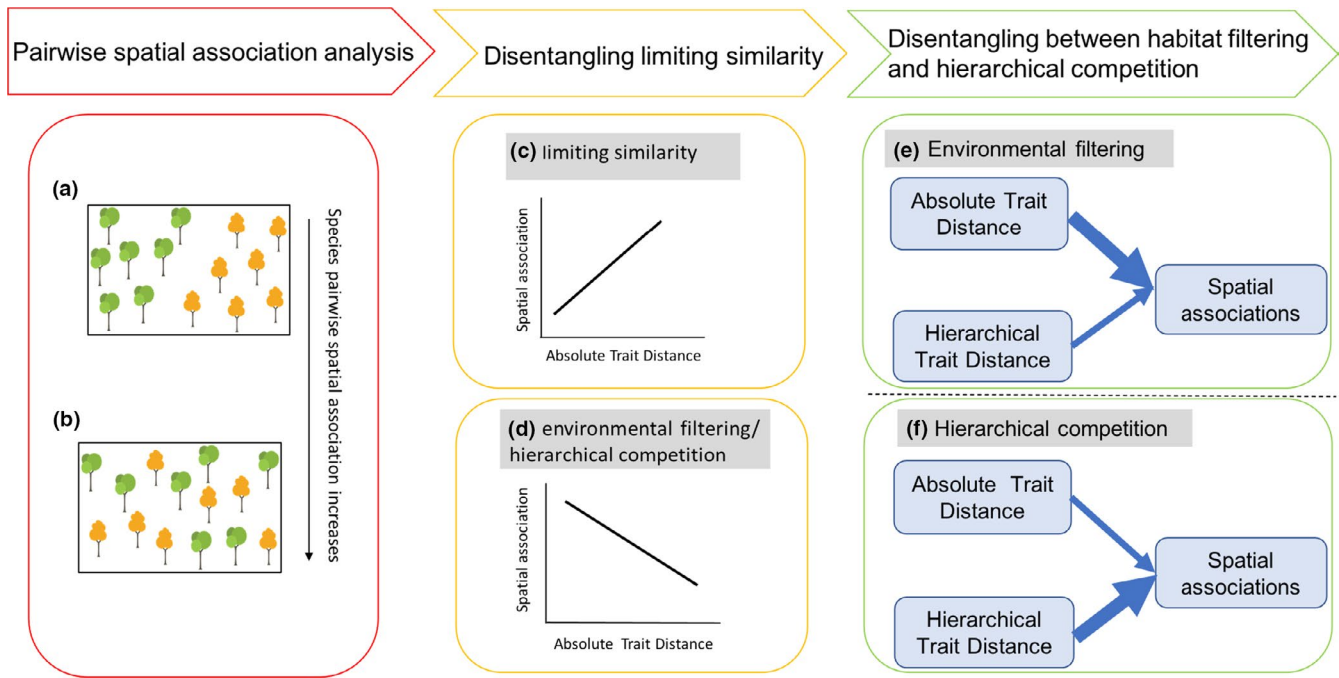 Pairwise spatial association analysis
Disentangling limiting similarity
Disentangling between habitat filtering
and hierarchical competition
(a)
(b)
Species pairwise spatial association increases
(c) limiting similarity
Spatial association
Absolute Trait Distance
(d) environmental filtering/
hierarchical competition
Spatial association
Absolute Trait Distance
(e) Environmental filtering
Absolute Trait
Distance
Hierarchical
Trait Distance
Spatial
associations
(f) Hierarchical competition
Absolute Trait
Distance
Hierarchical
Trait Distance
Spatial
associations